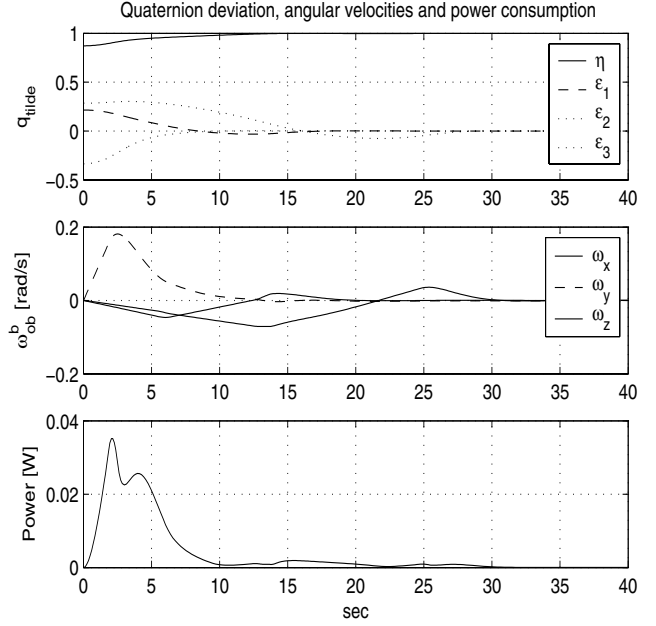 Quaternion deviation, angular velocities and power consumption
1
0.5
0
−0.5
q_tilde
η
ε_1
ε_2
ε_3
0 5 10 15 20 25 30 35 40
0.2
0
−0.2
ω^b_ob [rad/s]
ω_x
ω_y
ω_z
0 5 10 15 20 25 30 35 40
0.04
0.02
0
Power [W]
0 5 10 15 20 25 30 35 40
sec